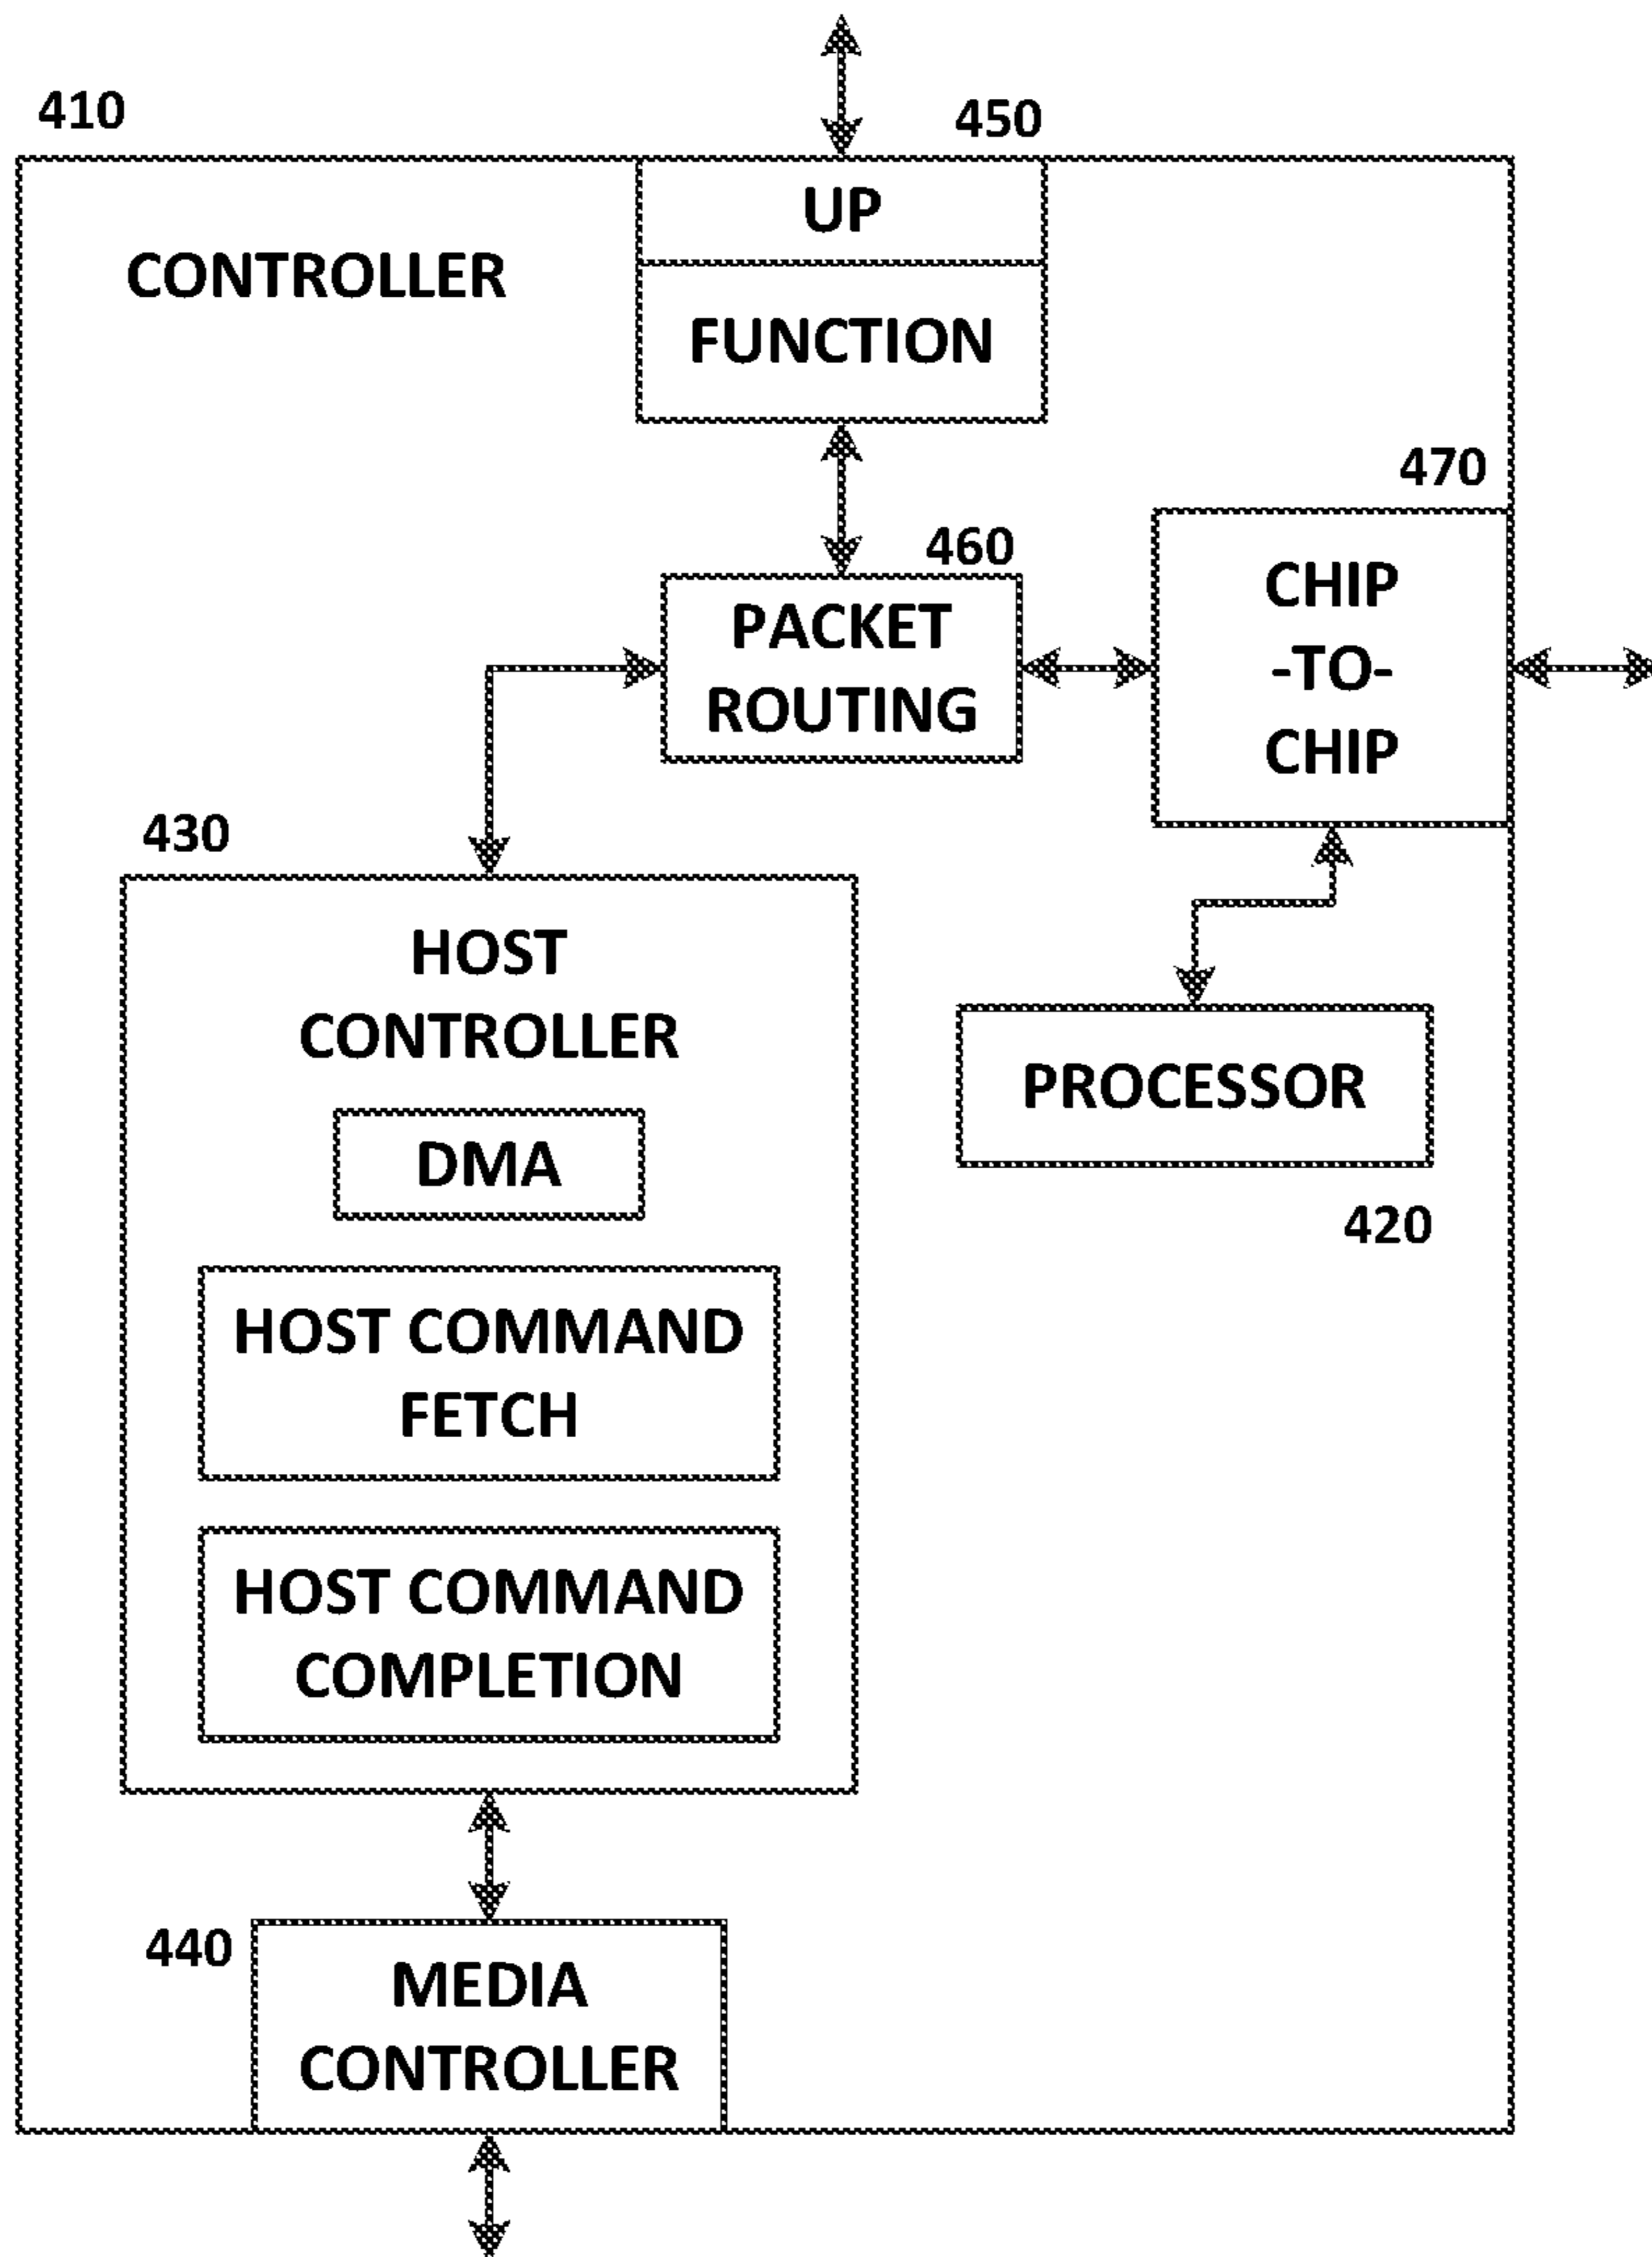 410
450
UP
CONTROLLER
FUNCTION
470
460
PACKET
ROUTING
CHIP
-TO-
CHIP
430
HOST
CONTROLLER
PROCESSOR
DMA
420
HOST COMMAND
FETCH
HOST COMMAND
COMPLETION
440
MEDIA
CONTROLLER